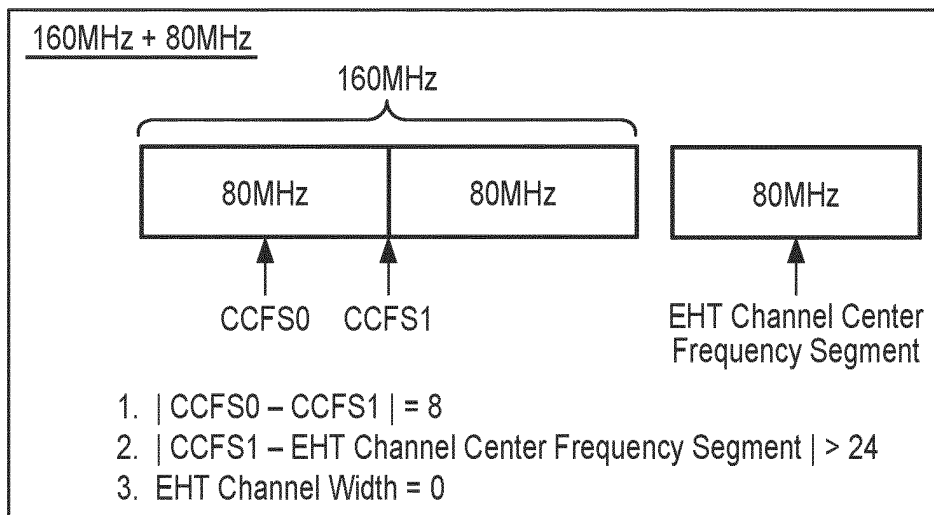 160MHz + 80MHz
160MHz
80MHz 80MHz 80MHz
CCFS0 CCFS1 EHT Channel Center
Frequency Segment
1. | CCFS0 – CCFS1 | = 8
2. | CCFS1 – EHT Channel Center Frequency Segment | > 24
3. EHT Channel Width = 0